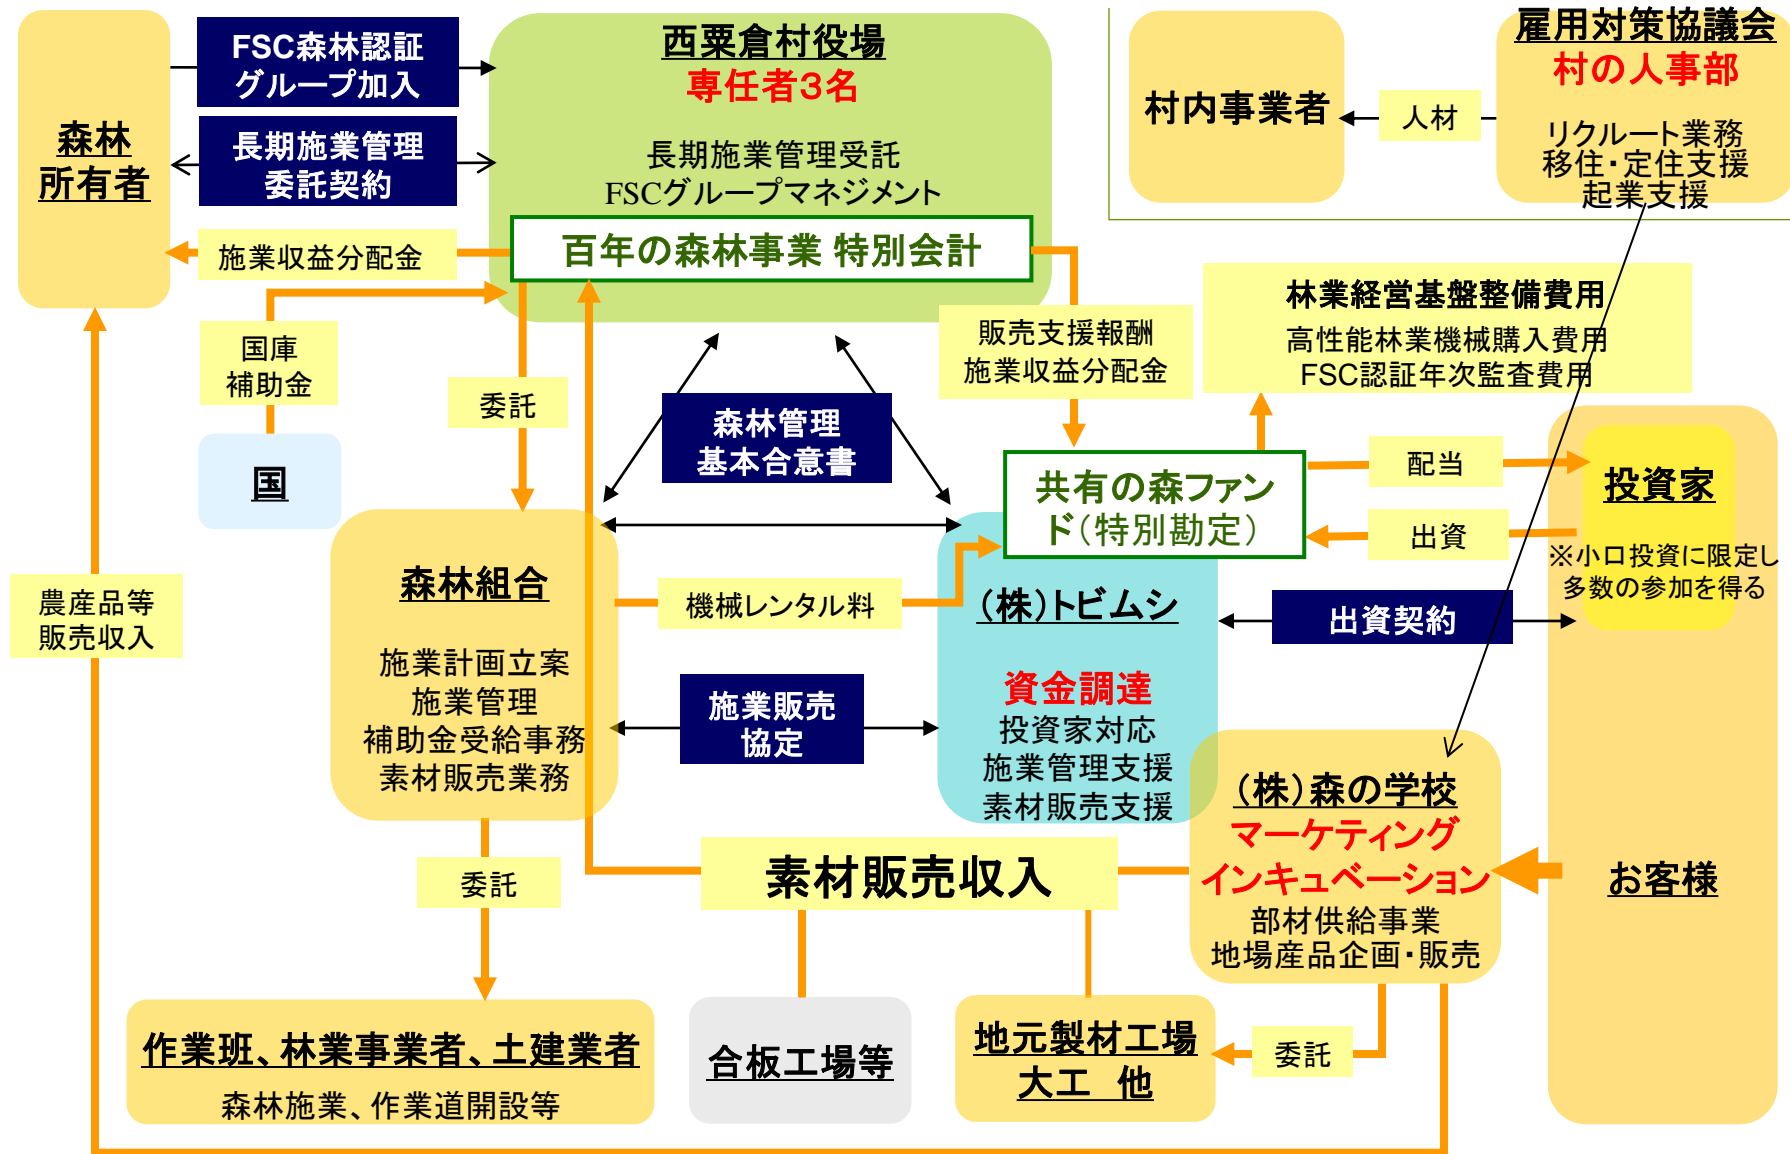 FSC森林認証
グループ加入
西粟倉村役場
専任者3名
雇用対策協議会
村の人事部
村内事業者
人材
リクルート業務
移住・定住支援
起業支援
森林
所有者
長期施業管理
委託契約
長期施業管理受託
FSCグループマネジメント
施業収益分配金
百年の森林事業 特別会計
国庫
補助金
国
委託
販売支援報酬
施業収益分配金
林業経営基盤整備費用
高性能林業機械購入費用
FSC認証年次監査費用
森林管理
基本合意書
共有の森ファン
ド(特別勘定)
配当
出資
投資家
※小口投資に限定し
多数の参加を得る
農産品等
販売収入
森林組合
施業計画立案
施業管理
補助金受給事務
素材販売業務
機械レンタル料
(株)トビムシ
資金調達
投資家対応
施業管理支援
素材販売支援
出資契約
施業販売
協定
(株)森の学校
マーケティング
インキュベーション
部材供給事業
地場産品企画・販売
お客様
素材販売収入
委託
作業班、林業事業者、土建業者
森林施業、作業道開設等
合板工場等
地元製材工場
大工　他
委託